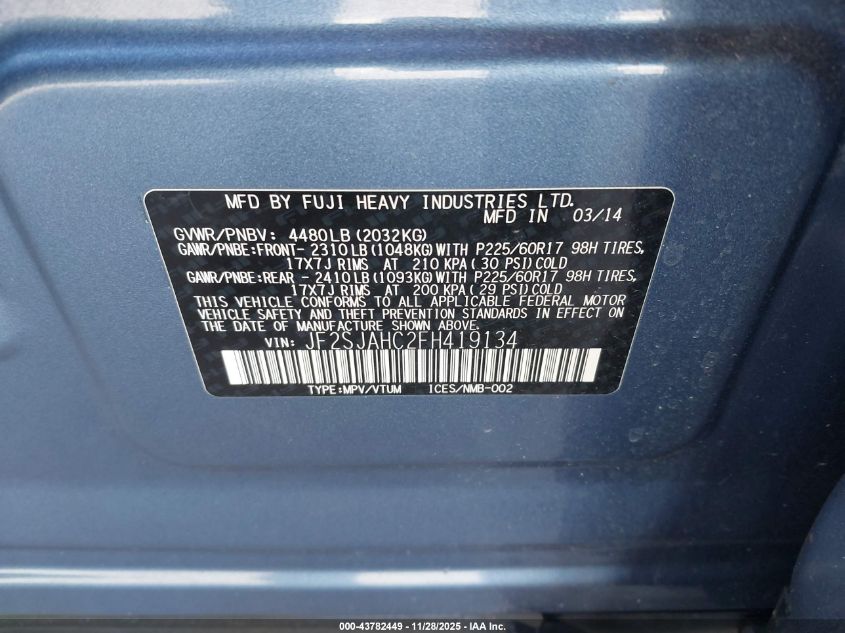 MFD BY FUJI HEAVY INDUSTRIES LTD.
MFD IN 03/14
GVWR/PNBV: 4480LB (2032KG)
GAWR/PNBE:FRONT- 2310LB (1048KG) WITH P225/60R17 98H TIRES,
17X7J RIMS AT 210 KPA (30 PSI) COLD
GAWR/PNBE:REAR - 2410LB (1093KG) WITH P225/60R17 98H TIRES,
17X7J RIMS AT 200 KPA (29 PSI) COLD
THIS VEHICLE CONFORMS TO ALL APPLICABLE FEDERAL MOTOR
VEHICLE SAFETY AND THEFT PREVENTION STANDARDS IN EFFECT ON
THE DATE OF MANUFACTURE SHOWN ABOVE.
VIN: JF2SJAHC2FH419134
TYPE:MPV/VTUM ICES/NMB-002
000-43782449 - 11/28/2025 - IAA Inc.